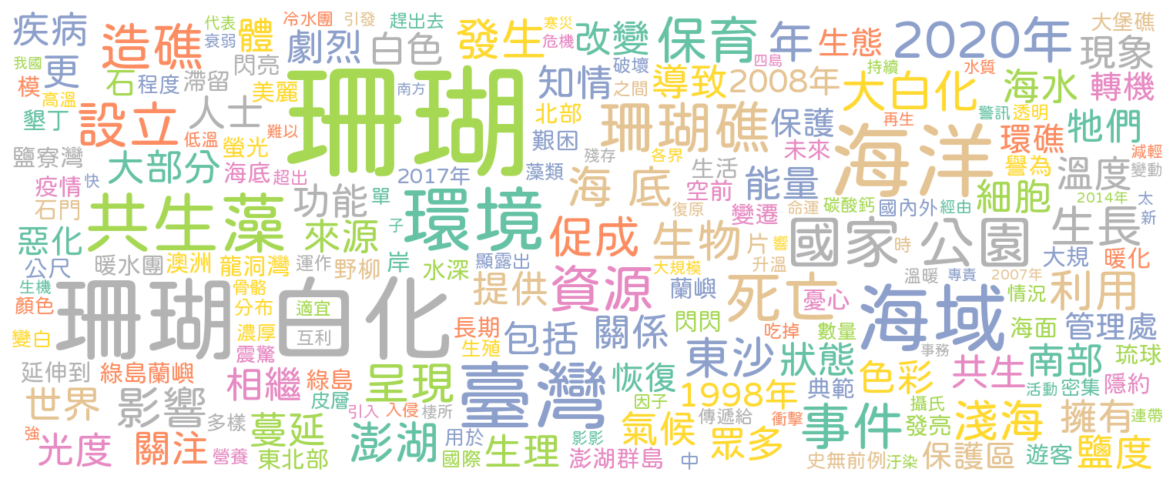 疾病
造礁
代表
衰弱
體
冷水團
引發
趕出去
劇烈
白色
發生
寒災
危機
改變
保育
四島
年
生態
2020年
大堡礁
現象
我國
模
高溫
更
石
程度
滯留
閃亮
美麗
南方
珊瑚
知情
破壞
之間
導致
2008年
持續
大白化
水質
海水
轉機
墾丁
設立
人士
低溫
難以
北部
艱困
珊瑚礁
保護
未來
再生
海洋
警訊
透明
環礁
牠們
鹽寮灣
大部分
螢光
海底
超出
2017年
藻類
殘存
各界
生活
空前
能量
譽為
溫度
減輕
變動
疫情
快
石門
共生藻
功能
單
子
環境
海 底
復原
變遷
命運
碳酸鈣
國內外
經由
細胞
2014年
太
新
生長
惡化
來源
促成
生物
片
響
國家 公園
時
公尺
暖水團
澳洲
龍洞灣
運作
野柳
岸
水深
顯露出
大規模
升溫
溫暖
專責
2007年
大規
暖化
生機
顏色
骨骼
分布
適宜
珊瑚 白化
提供
資源
蘭嶼
死亡
憂心
海域
情況
利用
變白
濃厚
震驚
互利
長期
生殖
包括
關係
閃閃
吃掉
數量
海面
管理處
延伸到
綠島蘭嶼
相繼
綠島
皮層
呈現
臺灣
恢復
東沙
狀態
事務
色彩
共生
南部
琉球
世界
影響
多樣
引入
入侵
棲所
因子
1998年
典範
活動
密集
隱約
攝氏
強
光度
關注
營養
蔓延
東北部
澎湖
用於
國際
生理
影影
澎湖群島
氣候
傳遞給
眾多
中
衝擊
事件
史無前例
汙染
發亮
保護區
淺海
擁有
遊客
連帶
鹽度